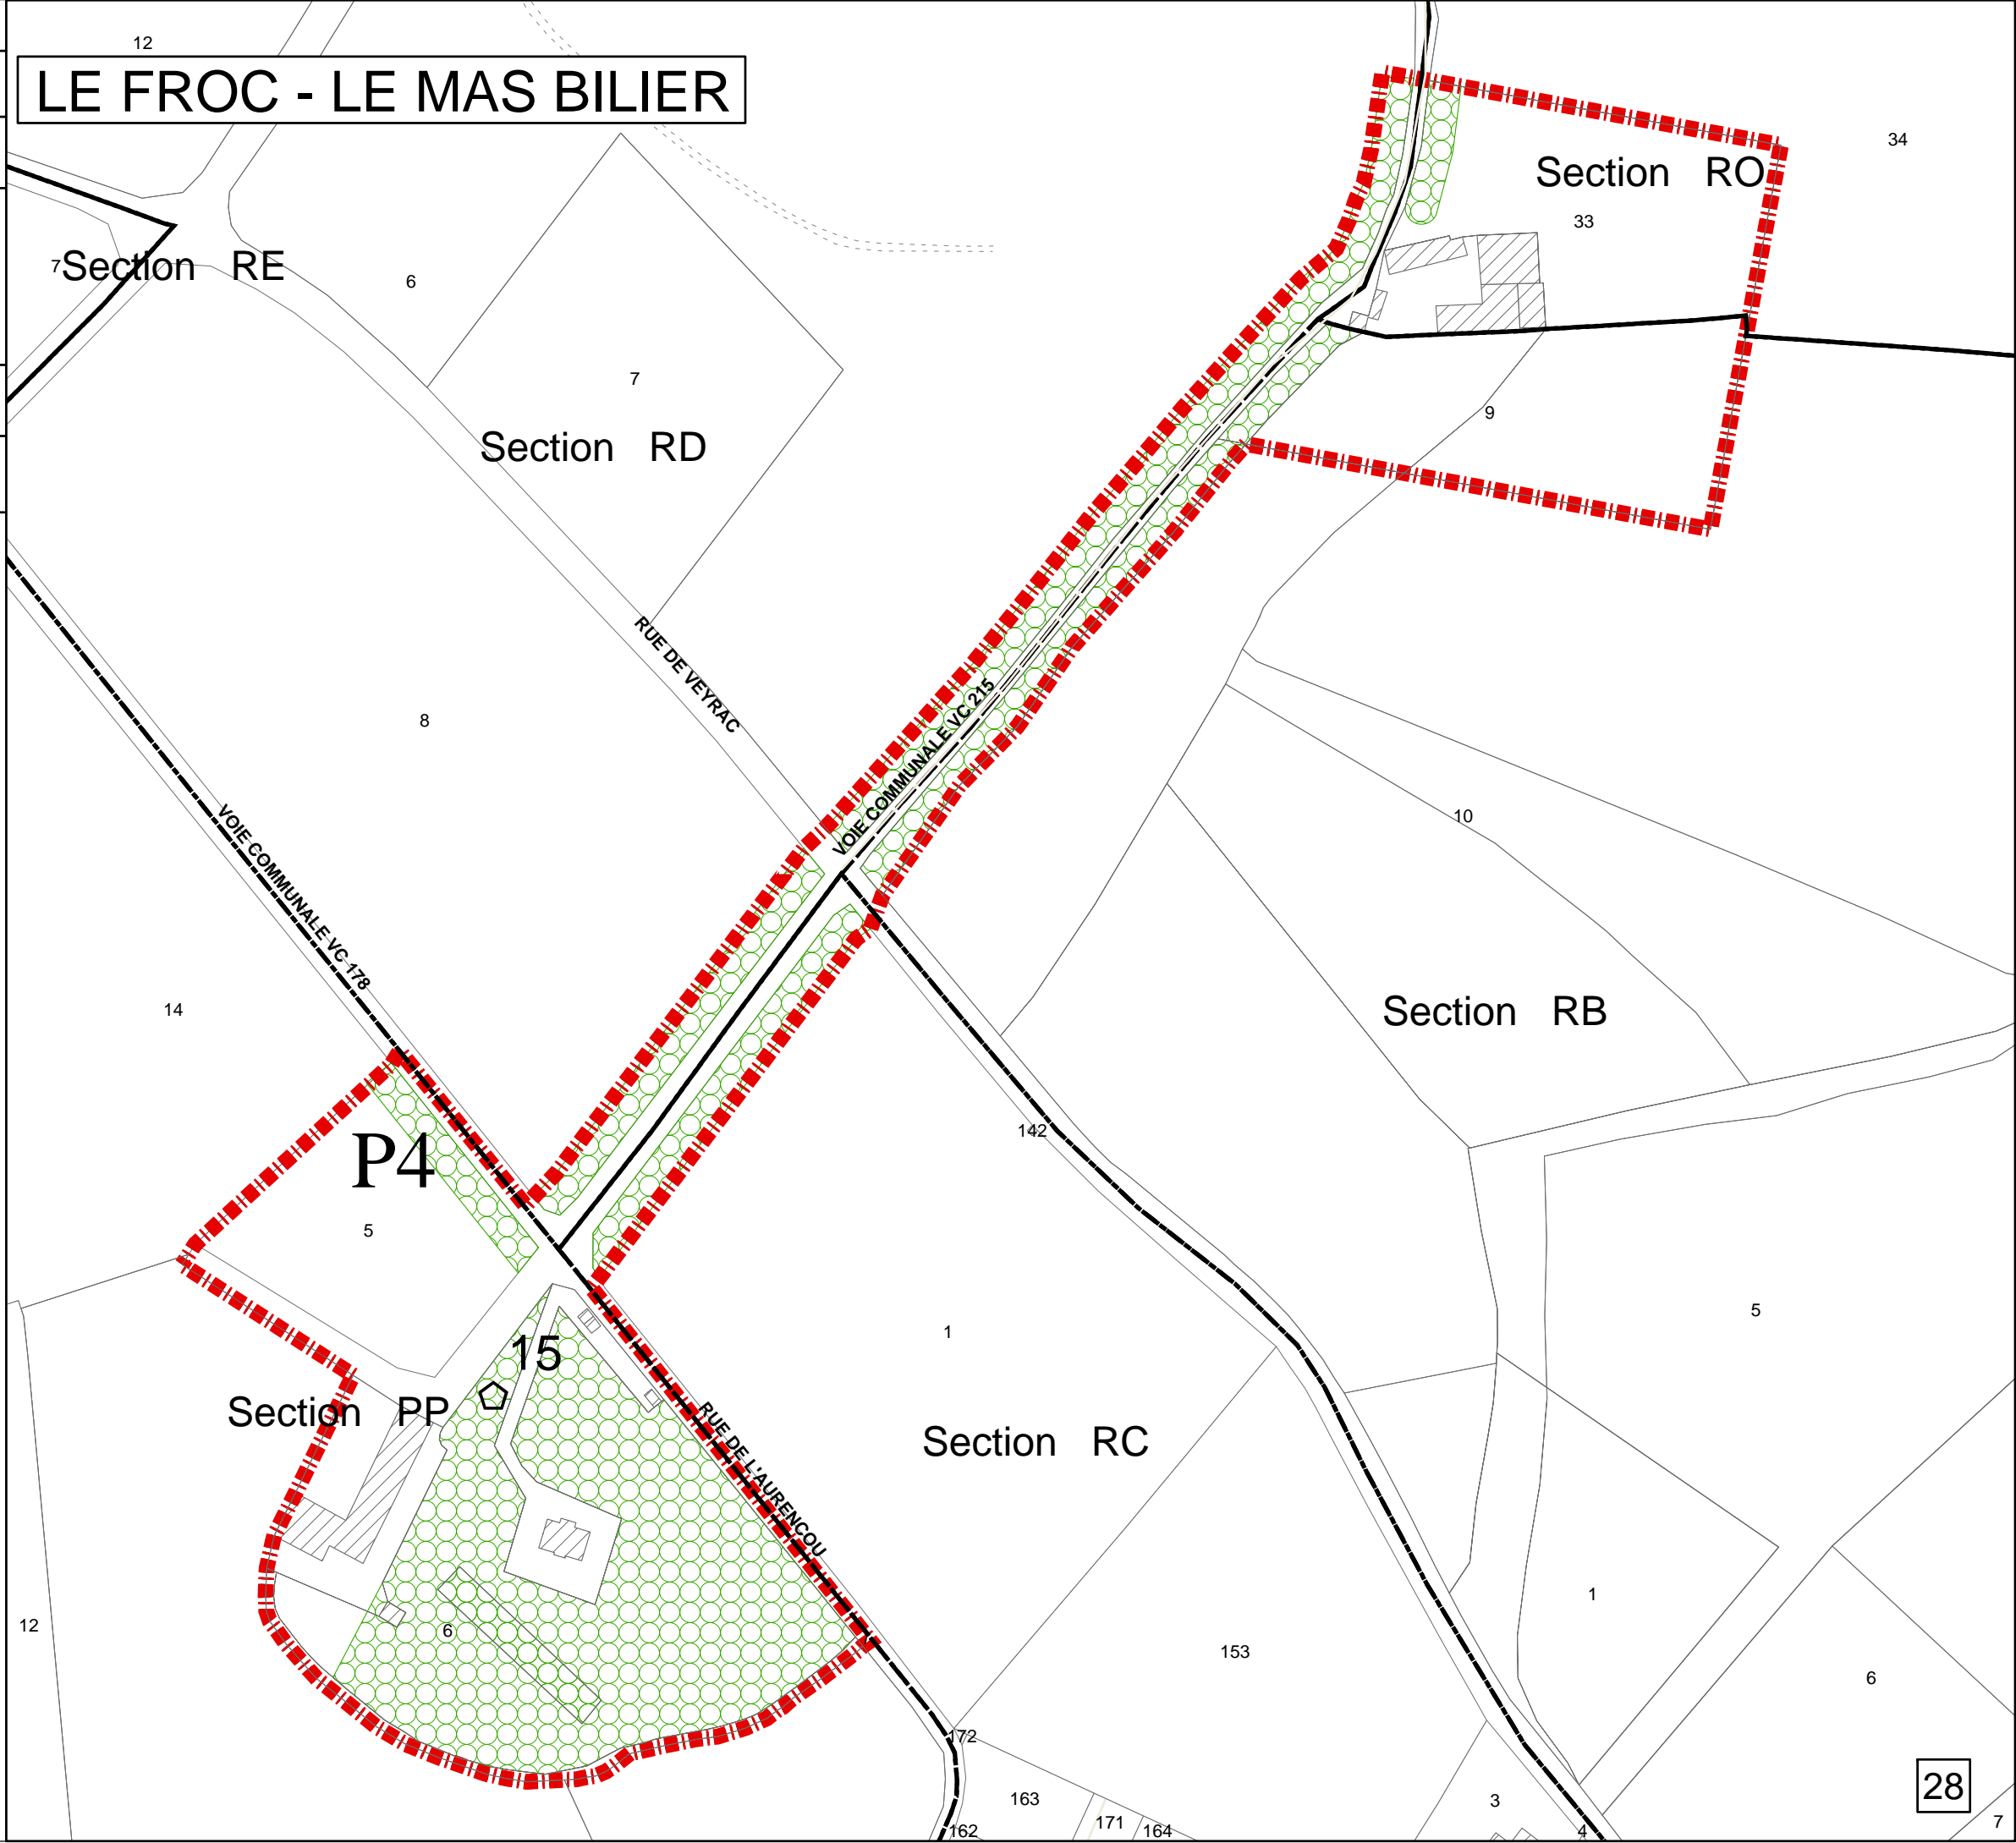 12
LE FROC - LE MAS BILIER
34
Section RO
33
7
Section RE
6
7
9
Section RD
RUE DE VEYRAC
VOIE COMMUNALE VC 215
8
10
VOIE COMMUNALE VC 178
14
Section RB
142
P4
5
5
1
15
Section PP
Section RC
RUE DE L'AURENCOU
1
12
6
153
6
172
28
163
3
171
164
162
4
7